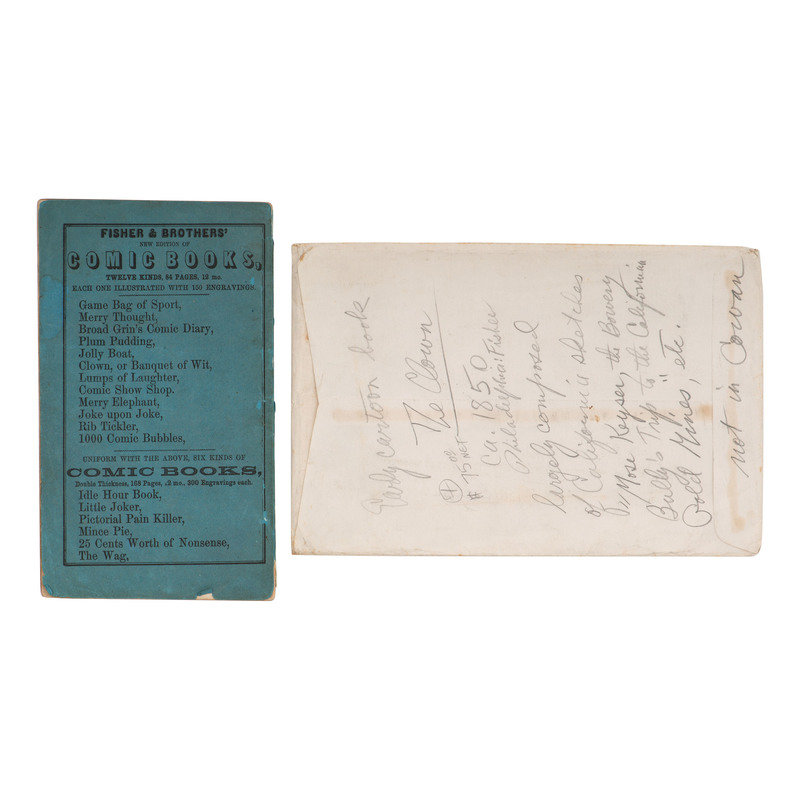 FISHER & BROTHERS'
NEW EDITION OF
COMIC BOOKS,
TWELVE KINDS, 84 PAGES, 12 mo.
EACH ONE ILLUSTRATED WITH 150 ENGRAVINGS.
Game Bag of Sport,
Merry Thought,
Broad Grin's Comic Diary,
Plum Pudding,
Jolly Boat,
Clown, or Banquet of Wit,
Lumps of Laughter,
Comic Show Shop.
Merry Elephant,
Joke upon Joke,
Rib Tickler,
1000 Comic Bubbles,
UNIFORM WITH THE ABOVE, SIX KINDS OF
COMIC BOOKS,
Double Thickness, 168 Pages, 12 mo., 300 Engravings each.
Idle Hour Book,
Little Joker,
Pictorial Pain Killer,
Mince Pie,
25 Cents Worth of Nonsense,
The Wag,
Early cartoon book
The Clown
$75 00 NET
ca. 1850
Philadelphia: Fisher
largely composed
of California sketches
"Mose Keyser, the Bowery
Bully's Trip to the California
Gold Mines," etc.
not in Cowan